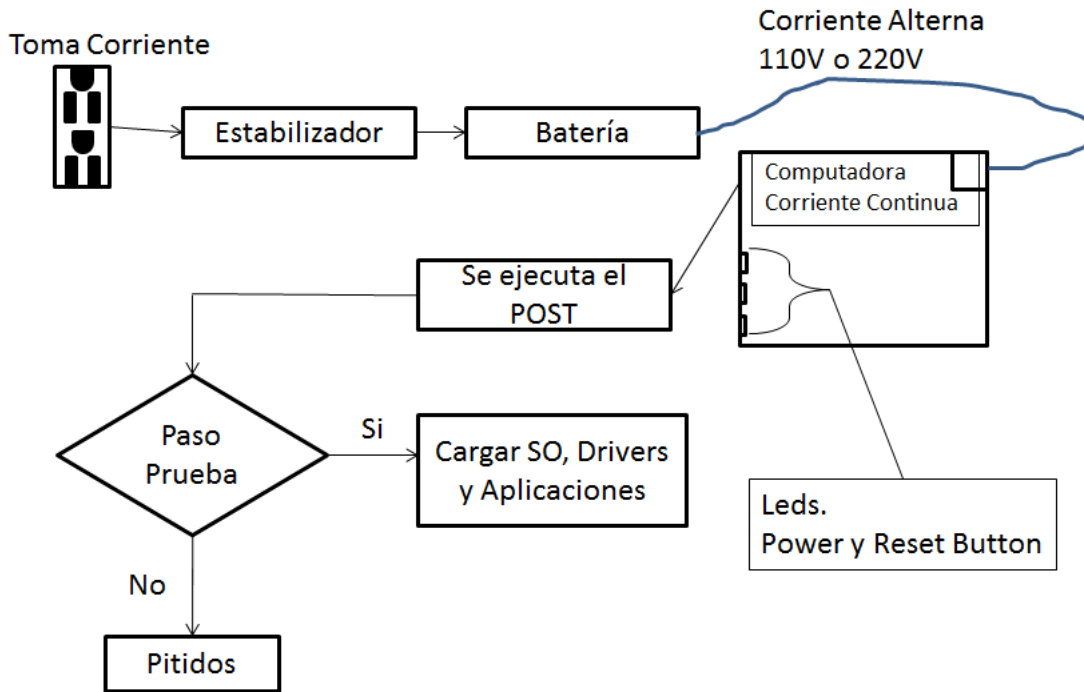 Toma Corriente
Corriente Alterna
110V o 220V
Estabilizador
Batería
Computadora
Corriente Continua
Se ejecuta el
POST
Paso
Prueba
Si
Cargar SO, Drivers
y Aplicaciones
Leds.
Power y Reset Button
No
Pitidos